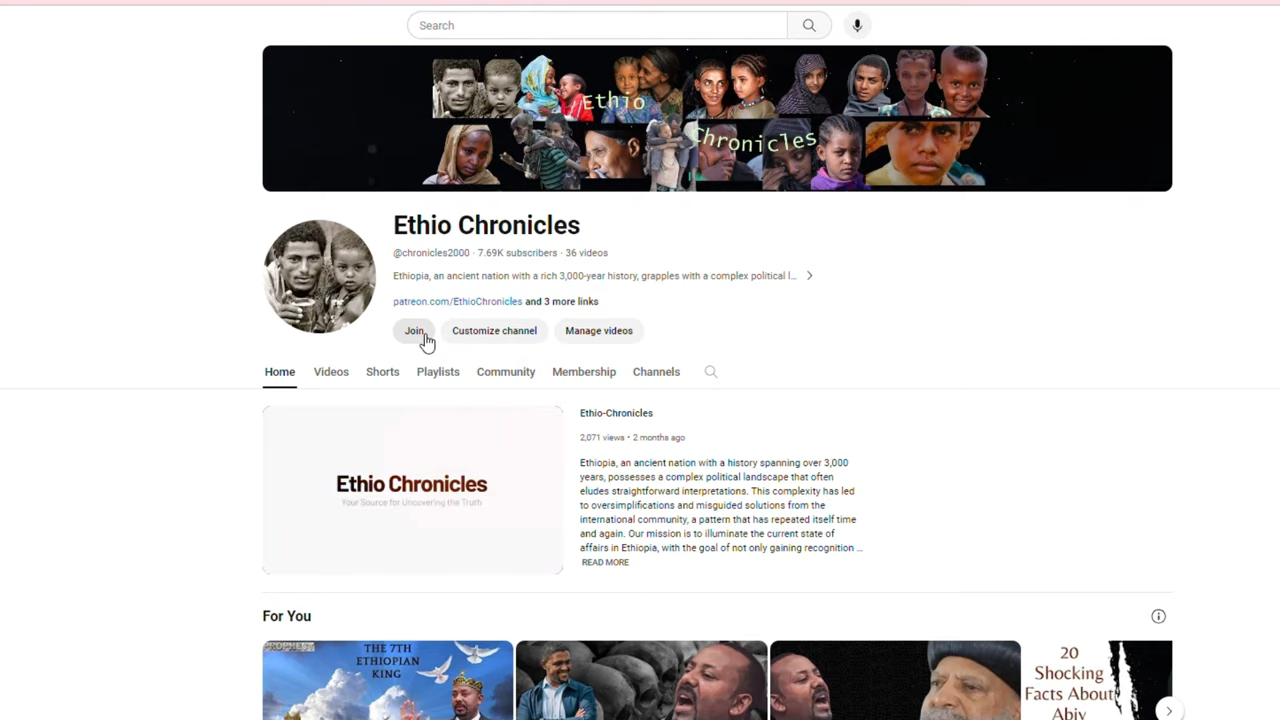 Search
Ethio
Chronicles
Ethio Chronicles
@chronicles2000 · 7.69K subscribers · 36 videos
Ethiopia, an ancient nation with a rich 3,000-year history, grapples with a complex political l...
patreon.com/EthioChronicles and 3 more links
Join
Customize channel
Manage videos
Home
Videos
Shorts
Playlists
Community
Membership
Channels
Ethio Chronicles
Your Source for Uncovering the Truth
Ethio-Chronicles
2,071 views • 2 months ago
Ethiopia, an ancient nation with a history spanning over 3,000
years, possesses a complex political landscape that often
eludes straightforward interpretations. This complexity has led
to oversimplifications and misguided solutions from the
international community, a pattern that has repeated itself time
and again. Our mission is to illuminate the current state of
affairs in Ethiopia, with the goal of not only gaining recognition ...
READ MORE
For You
PROPHECY
THE 7TH
ETHIOPIAN
KING
20
Shocking
Facts About
Abiy